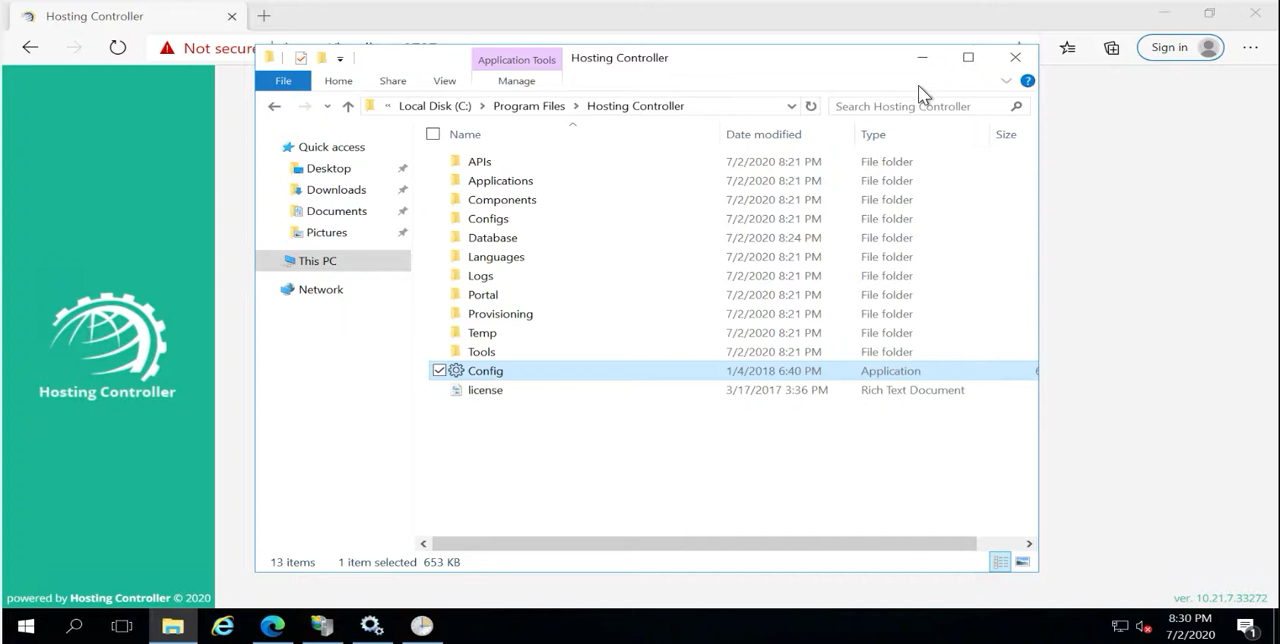 Hosting Controller
Not secure
Sign in
Application Tools
Hosting Controller
File
Home
Share
View
Manage
« Local Disk (C:) > Program Files > Hosting Controller
Search Hosting Controller
Name
Date modified
Type
Size
Quick access
Desktop
Downloads
Documents
Pictures
This PC
Network
APIs 7/2/2020 8:21 PM File folder
Applications 7/2/2020 8:21 PM File folder
Components 7/2/2020 8:21 PM File folder
Configs 7/2/2020 8:21 PM File folder
Database 7/2/2020 8:24 PM File folder
Languages 7/2/2020 8:21 PM File folder
Logs 7/2/2020 8:21 PM File folder
Portal 7/2/2020 8:21 PM File folder
Provisioning 7/2/2020 8:21 PM File folder
Temp 7/2/2020 8:21 PM File folder
Tools 7/2/2020 8:21 PM File folder
Config 1/4/2018 6:40 PM Application
license 3/17/2017 3:36 PM Rich Text Document
Hosting Controller
13 items 1 item selected 653 KB
powered by Hosting Controller © 2020
ver. 10.21.7.33272
8:30 PM
7/2/2020
1